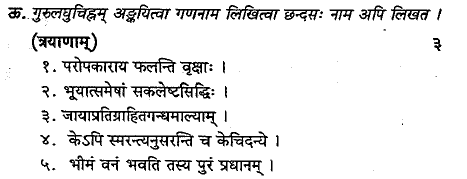 ऊ. गुरुलघुचिह्नम् अङ्कयित्वा गणनाम लिखित्वा छन्दसः नाम अपि लिखत ।
(त्रयाणाम्) ३
१. परोपकाराय फलन्ति वृक्षाः ।
२. भूयात्समेषां सकलेष्टसिद्धिः ।
३. जायाप्रतिग्राहितगन्धमाल्याम् ।
४. केऽपि स्मरन्त्यनुसरन्ति च केचिदन्ये ।
५. भीमं वनं भवति तस्य पुरं प्रधानम् ।